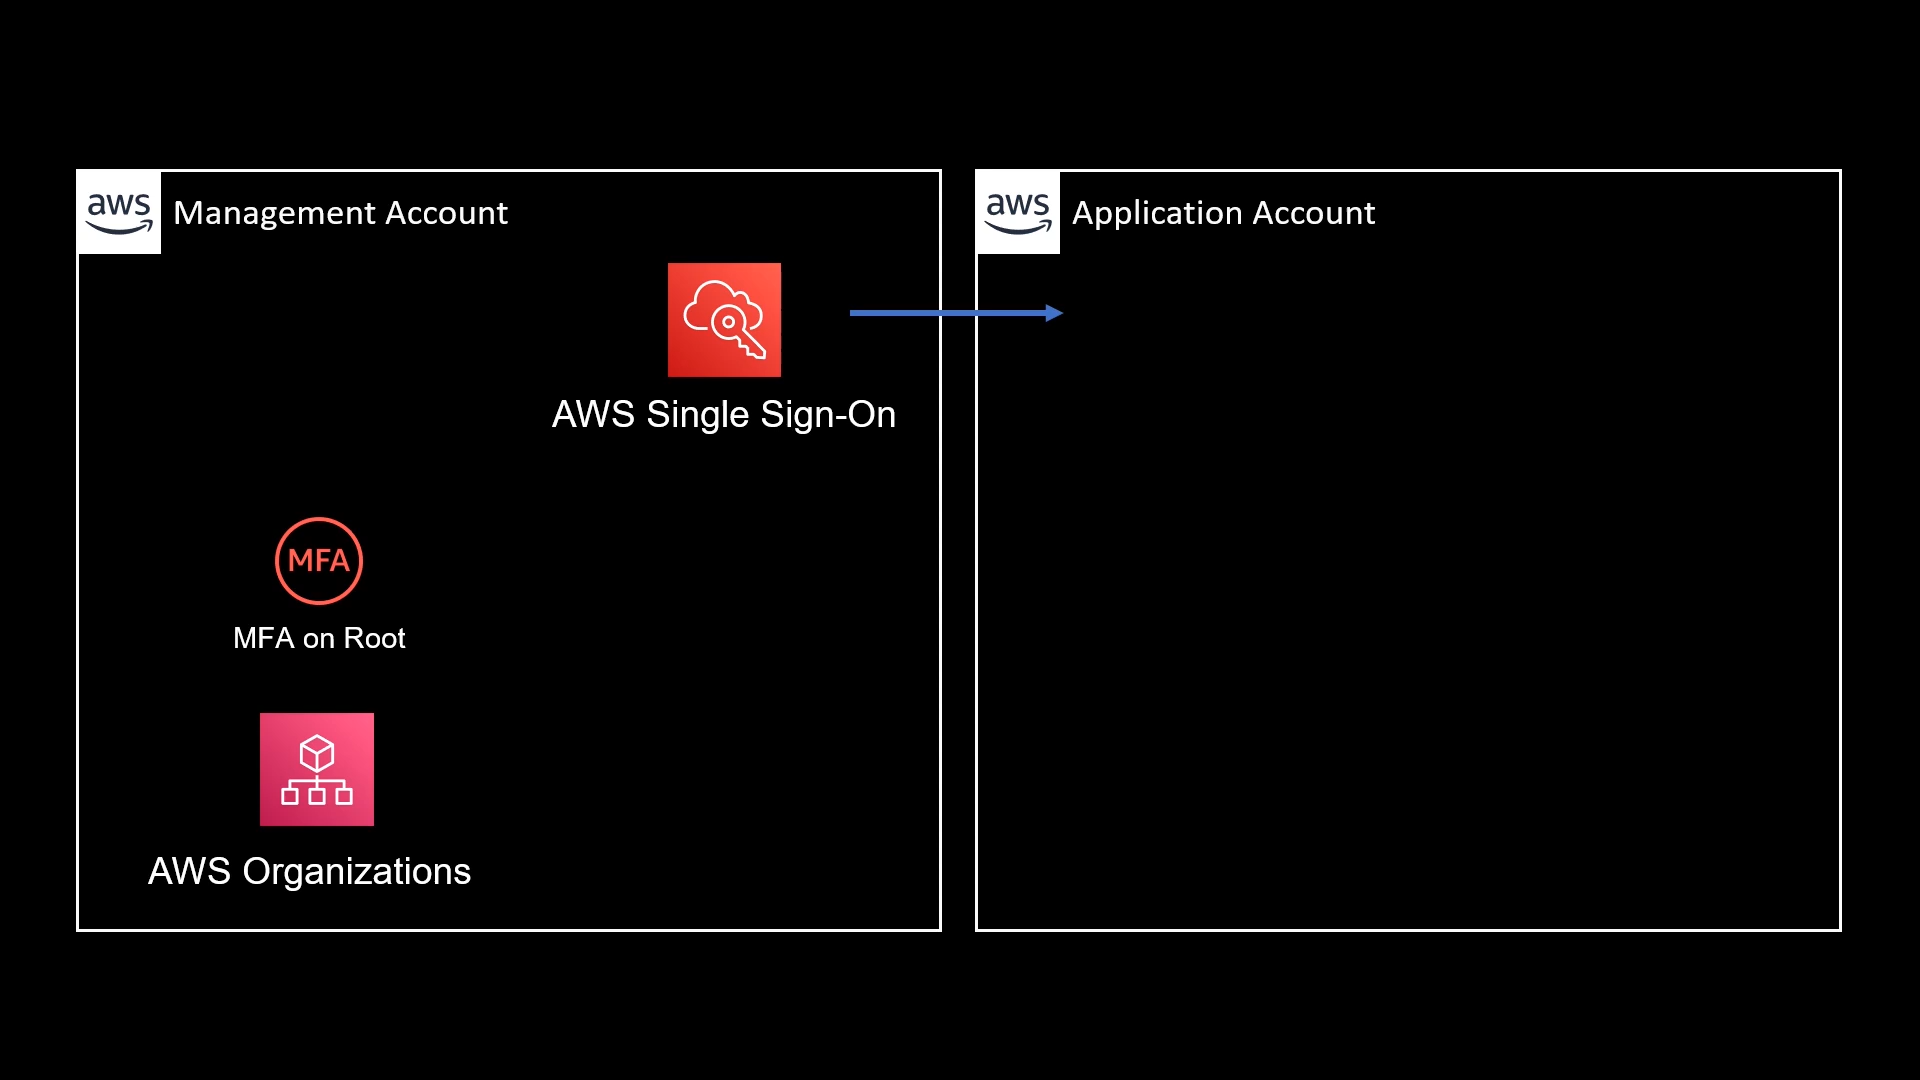 aws
Management Account
AWS Single Sign-On
MFA
MFA on Root
AWS Organizations
aws
Application Account